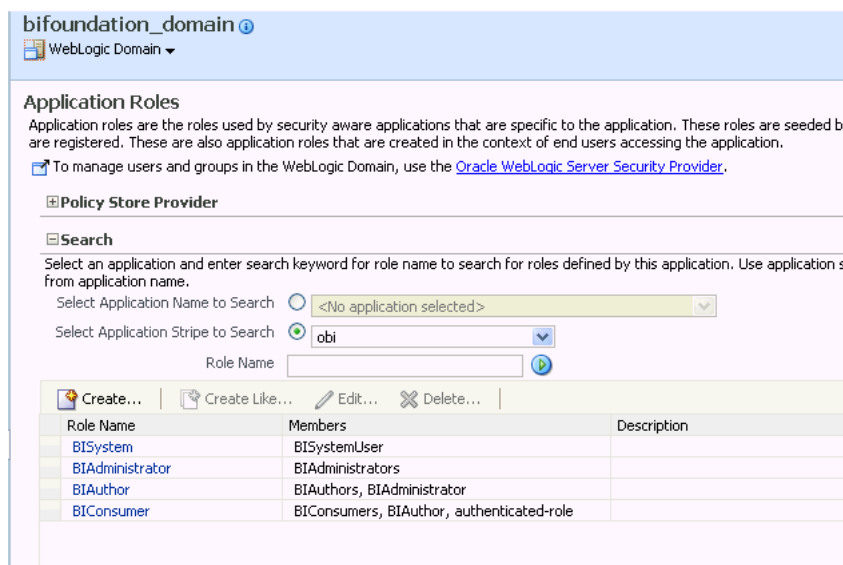 bifoundation_domain
WebLogic Domain
Application Roles
Application roles are the roles used by security aware applications that are specific to the application. These roles are seeded b
are registered. These are also application roles that are created in the context of end users accessing the application.
To manage users and groups in the WebLogic Domain, use the Oracle WebLogic Server Security Provider.
Policy Store Provider
Search
Select an application and enter search keyword for role name to search for roles defined by this application. Use application s
from application name.
Select Application Name to Search <No application selected>
Select Application Stripe to Search obi
Role Name
Create... Create Like... Edit... Delete...
Role Name Members Description
BISystem BISystemUser
BIAdministrator BIAdministrators
BIAuthor BIAuthors, BIAdministrator
BIConsumer BIConsumers, BIAuthor, authenticated-role